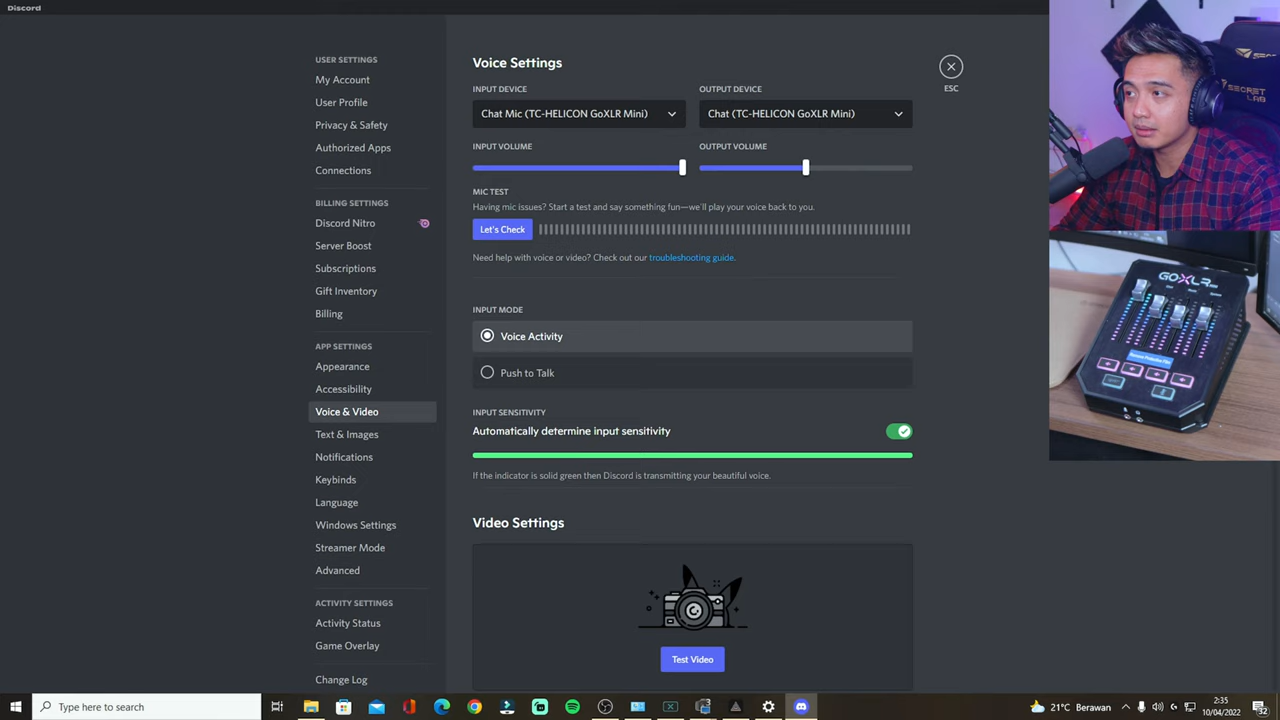 Discord
USER SETTINGS
My Account
User Profile
Privacy & Safety
Authorized Apps
Connections
BILLING SETTINGS
Discord Nitro
Server Boost
Subscriptions
Gift Inventory
Billing
APP SETTINGS
Appearance
Accessibility
Voice & Video
Text & Images
Notifications
Keybinds
Language
Windows Settings
Streamer Mode
Advanced
ACTIVITY SETTINGS
Activity Status
Game Overlay
Change Log
Voice Settings
ESC
INPUT DEVICE
OUTPUT DEVICE
Chat Mic (TC-HELICON GoXLR Mini)
Chat (TC-HELICON GoXLR Mini)
INPUT VOLUME
OUTPUT VOLUME
MIC TEST
Having mic issues? Start a test and say something fun—we'll play your voice back to you.
Let's Check
Need help with voice or video? Check out our troubleshooting guide.
INPUT MODE
Voice Activity
Push to Talk
INPUT SENSITIVITY
Automatically determine input sensitivity
If the indicator is solid green then Discord is transmitting your beautiful voice.
Video Settings
Test Video
SECRET
LAB
GO-XLR
Type here to search
21°C Berawan
2:35
10/04/2022
32